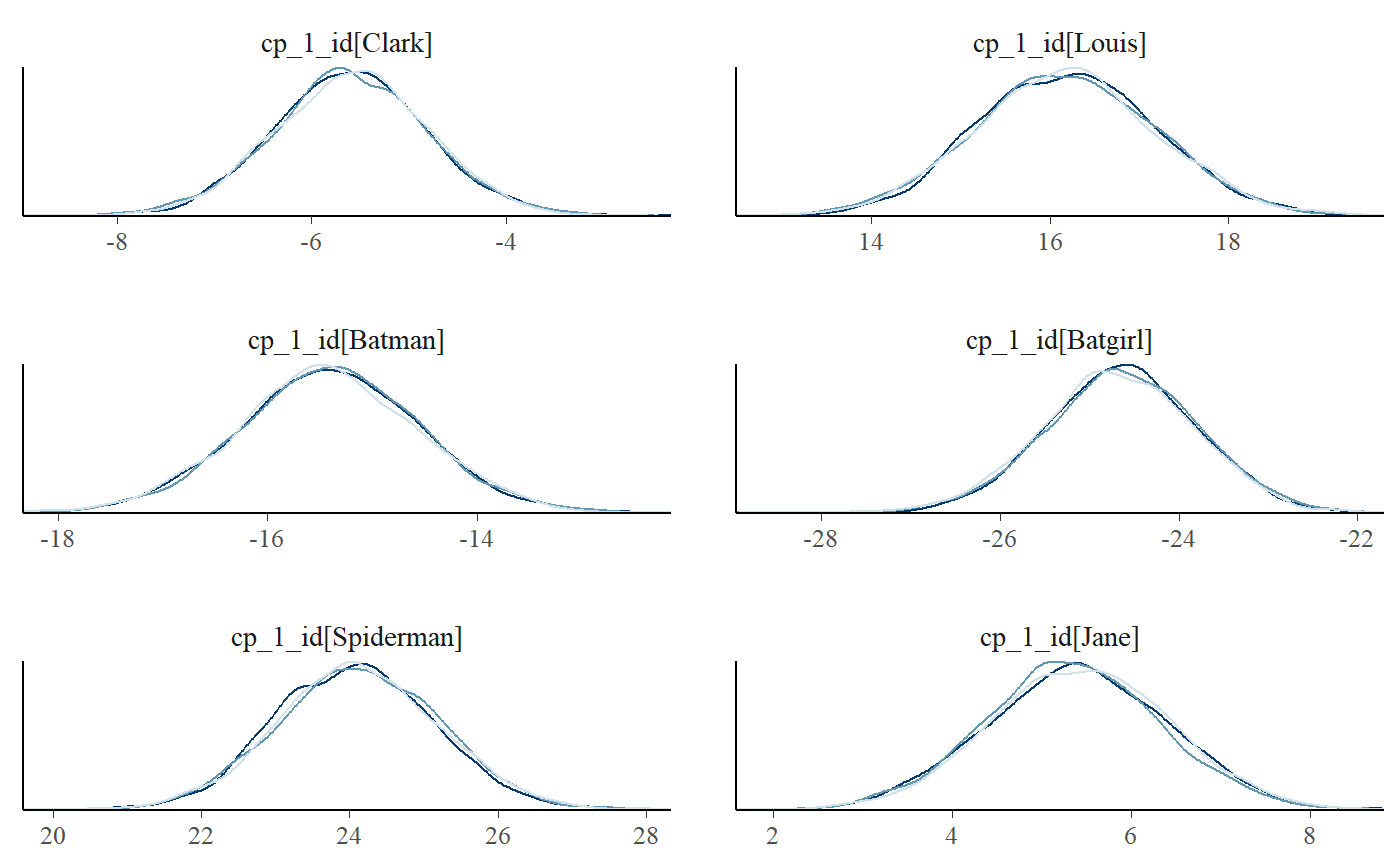 cp_1_id[Clark]
cp_1_id[Louis]
-8 -6 -4
14 16 18
cp_1_id[Batman]
cp_1_id[Batgirl]
-18 -16 -14
-28 -26 -24 -22
cp_1_id[Spiderman]
cp_1_id[Jane]
20 22 24 26 28
2 4 6 8